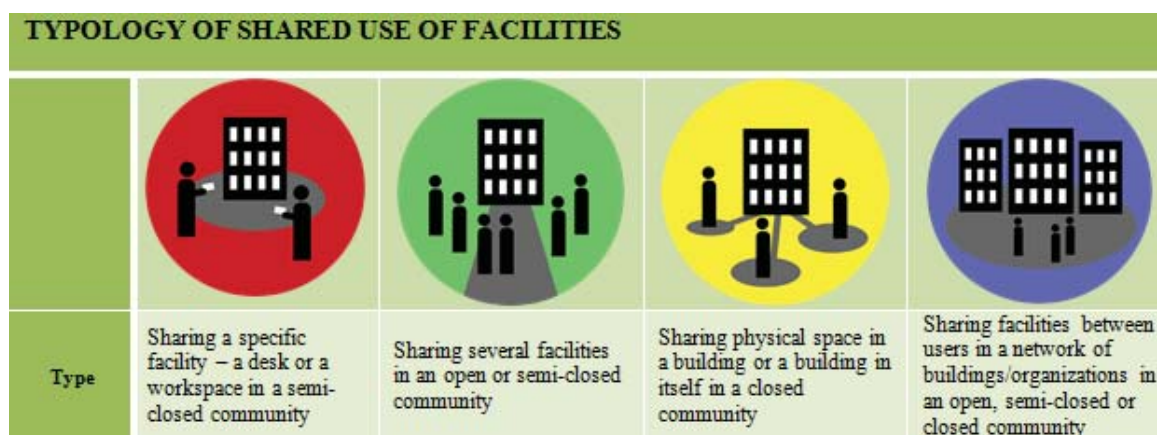 TYPOLOGY OF SHARED USE OF FACILITIES
Type
Sharing a specific
facility – a desk or a
workspace in a semi-
closed community
Sharing several facilities
in an open or semi-closed
community
Sharing physical space in
a building or a building in
itself in a closed
community
Sharing facilities between
users in a network of
buildings/organizations in
an open, semi-closed or
closed community